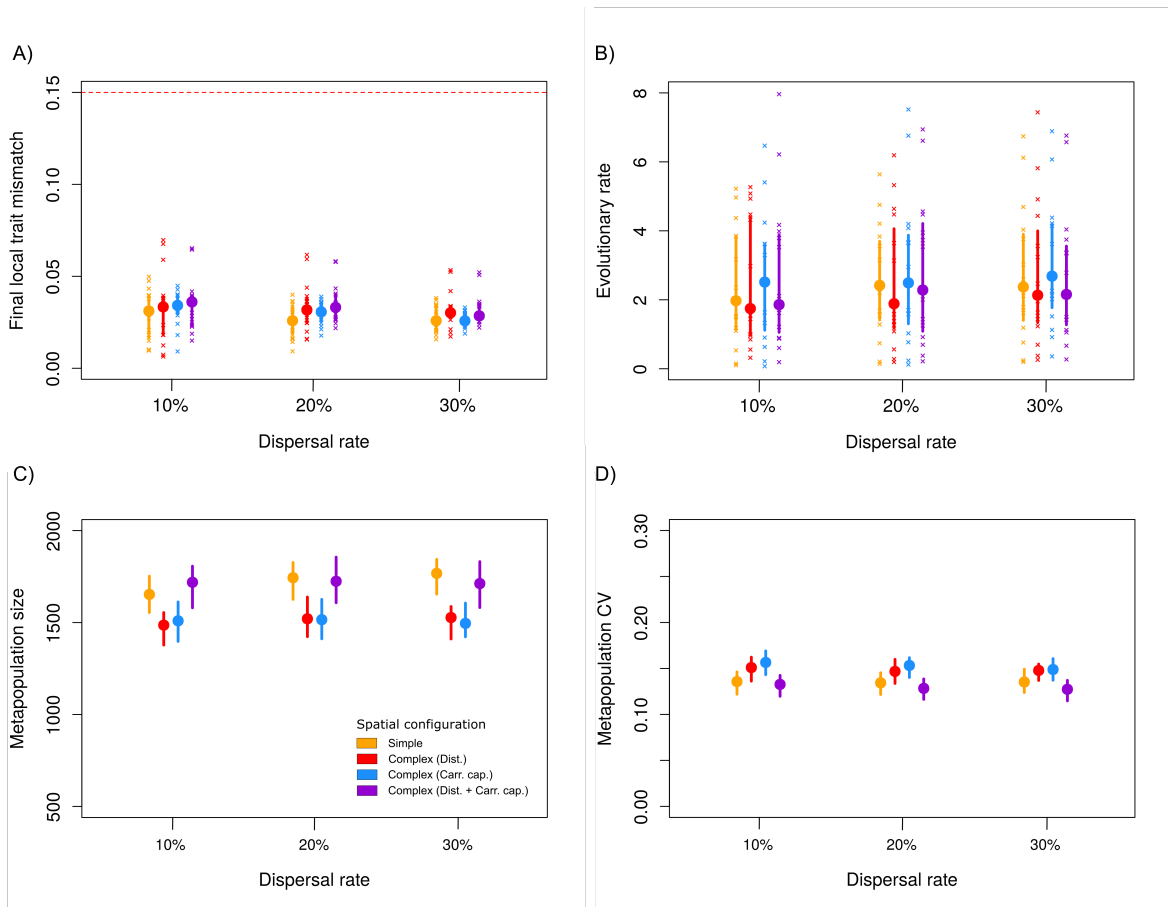 A)
Final local trait mismatch
0.15
0.10
0.05
0.00
10%
20%
30%
Dispersal rate
B)
Evolutionary rate
8
6
4
2
0
10%
20%
30%
Dispersal rate
C)
Metapopulation size
2000
1500
1000
500
Spatial configuration
Simple
Complex (Dist.)
Complex (Carr. cap.)
Complex (Dist. + Carr. cap.)
10%
20%
30%
Dispersal rate
D)
Metapopulation CV
0.30
0.20
0.10
0.00
10%
20%
30%
Dispersal rate